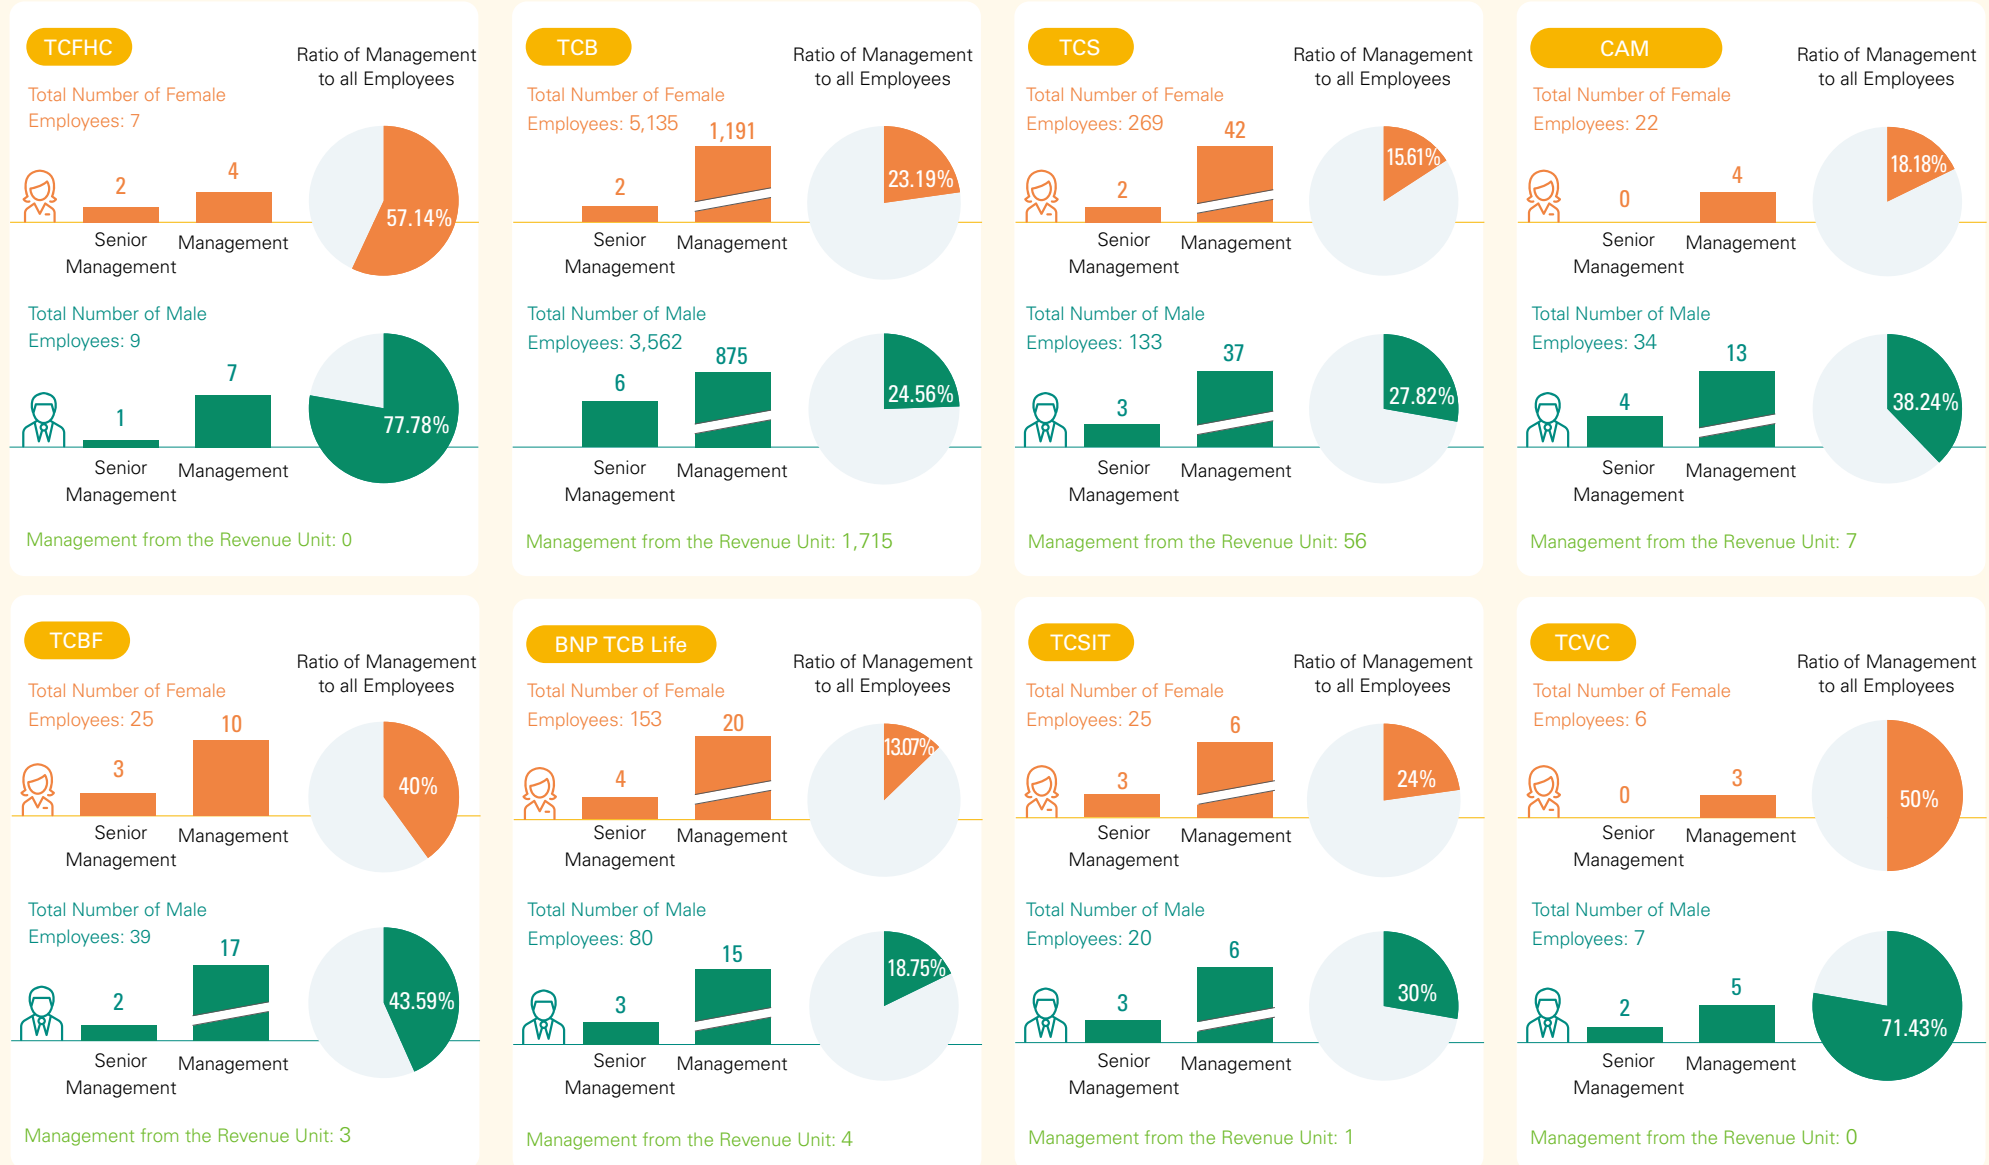 TCFHC
Ratio of Management
to all Employees
Total Number of Female
Employees: 7
2
4
57.14%
Senior
Management
Management
Total Number of Male
Employees: 9
1
7
77.78%
Senior
Management
Management
Management from the Revenue Unit: 0
TCB
Ratio of Management
to all Employees
Total Number of Female
Employees: 5,135
2
1,191
23.19%
Senior
Management
Management
Total Number of Male
Employees: 3,562
6
875
24.56%
Senior
Management
Management
Management from the Revenue Unit: 1,715
TCS
Ratio of Management
to all Employees
Total Number of Female
Employees: 269
2
42
15.61%
Senior
Management
Management
Total Number of Male
Employees: 133
3
37
27.82%
Senior
Management
Management
Management from the Revenue Unit: 56
CAM
Ratio of Management
to all Employees
Total Number of Female
Employees: 22
0
4
18.18%
Senior
Management
Management
Total Number of Male
Employees: 34
4
13
38.24%
Senior
Management
Management
Management from the Revenue Unit: 7
TCBF
Ratio of Management
to all Employees
Total Number of Female
Employees: 25
3
10
40%
Senior
Management
Management
Total Number of Male
Employees: 39
2
17
43.59%
Senior
Management
Management
Management from the Revenue Unit: 3
BNP TCB Life
Ratio of Management
to all Employees
Total Number of Female
Employees: 153
4
20
13.07%
Senior
Management
Management
Total Number of Male
Employees: 80
3
15
18.75%
Senior
Management
Management
Management from the Revenue Unit: 4
TCSIT
Ratio of Management
to all Employees
Total Number of Female
Employees: 25
3
6
24%
Senior
Management
Management
Total Number of Male
Employees: 20
3
6
30%
Senior
Management
Management
Management from the Revenue Unit: 1
TCVC
Ratio of Management
to all Employees
Total Number of Female
Employees: 6
0
3
50%
Senior
Management
Management
Total Number of Male
Employees: 7
2
5
71.43%
Senior
Management
Management
Management from the Revenue Unit: 0